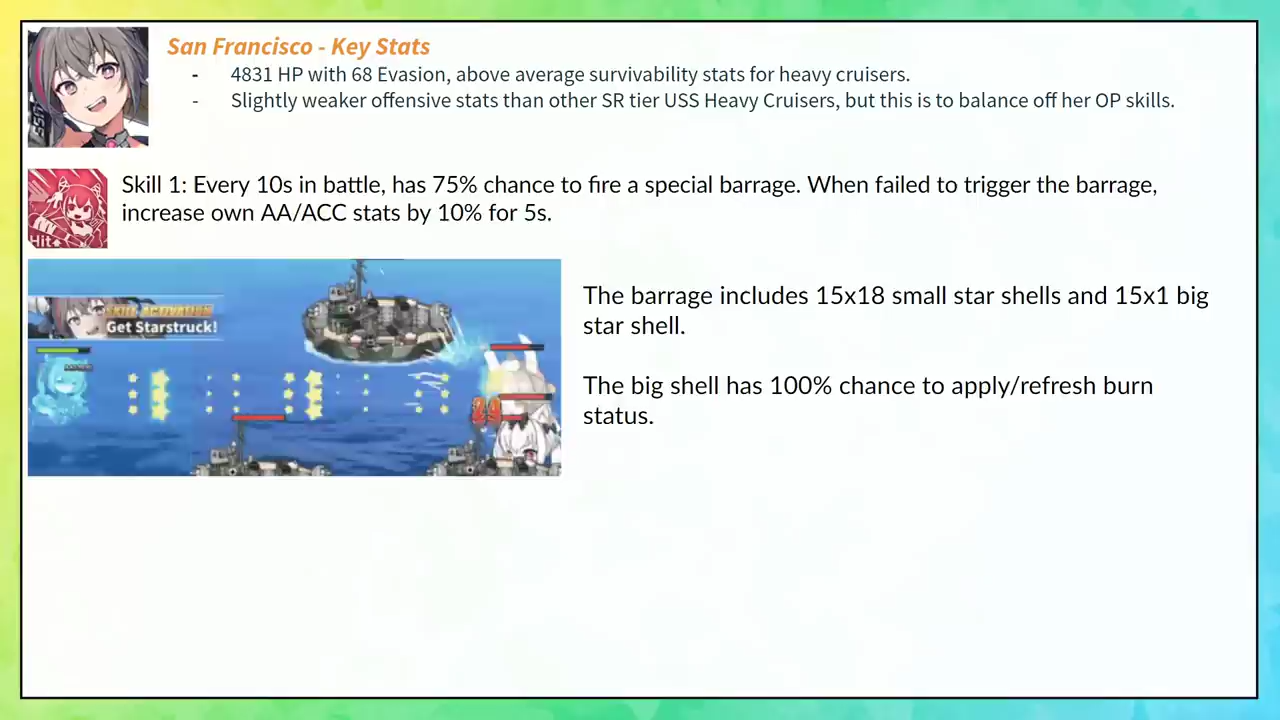 San Francisco - Key Stats
- 4831 HP with 68 Evasion, above average survivability stats for heavy cruisers.
- Slightly weaker offensive stats than other SR tier USS Heavy Cruisers, but this is to balance off her OP skills.
Skill 1: Every 10s in battle, has 75% chance to fire a special barrage. When failed to trigger the barrage,
increase own AA/ACC stats by 10% for 5s.
Hit
SKILL ACTIVATION
Get Starstruck!
The barrage includes 15x18 small star shells and 15x1 big
star shell.
The big shell has 100% chance to apply/refresh burn
status.